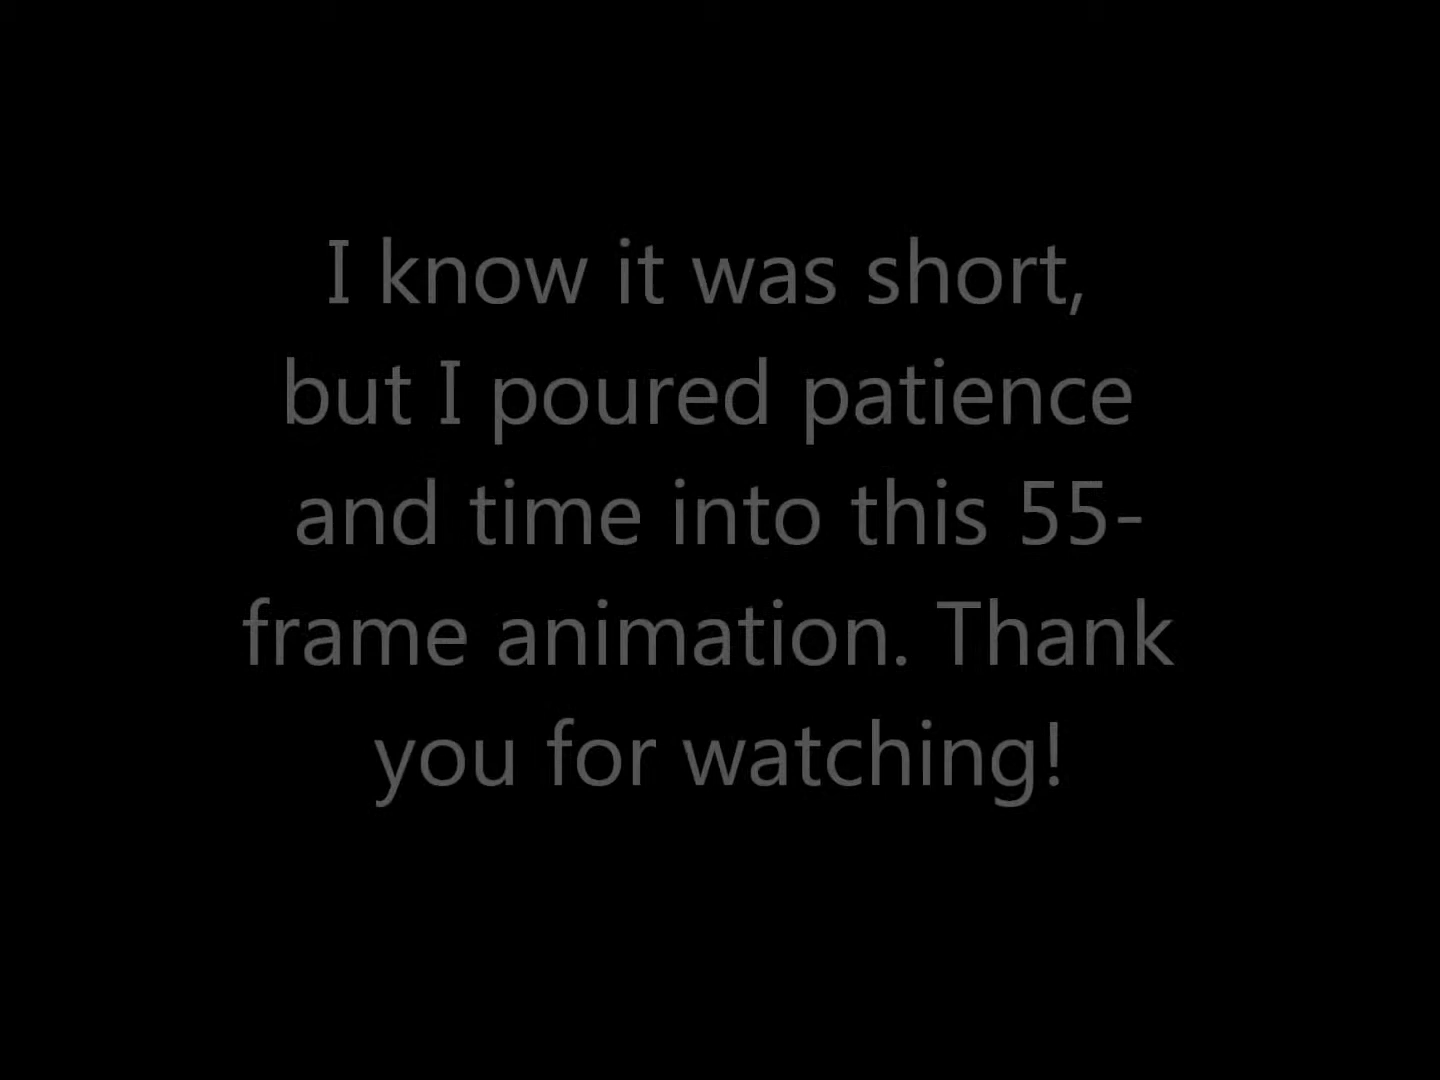 I know it was short,
but I poured patience
and time into this 55-
frame animation. Thank
you for watching!